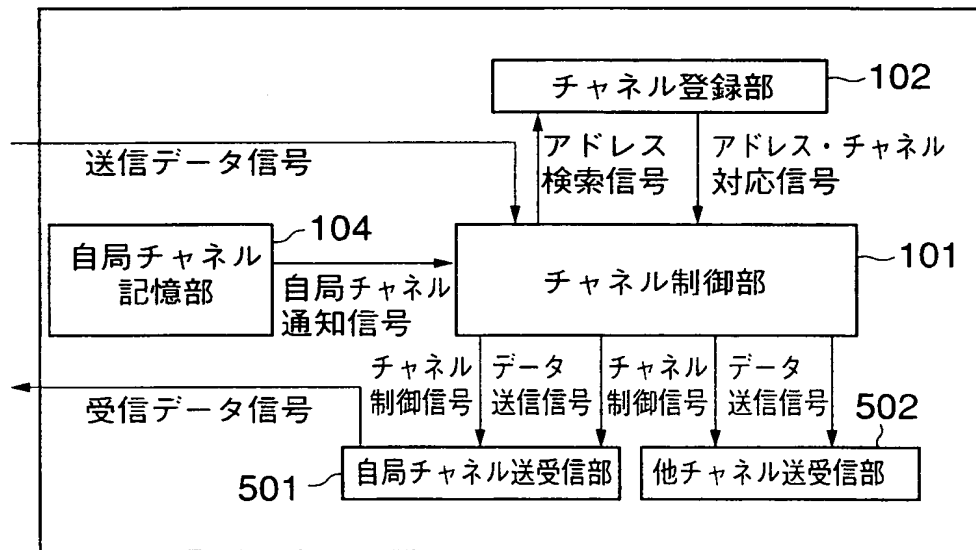 チャネル登録部
102
送信データ信号
アドレス
検索信号
アドレス・チャネル
対応信号
104
自局チャネル
記憶部
自局チャネル
通知信号
チャネル制御部
101
チャネル
制御信号
データ
送信信号
チャネル
制御信号
データ
送信信号
受信データ信号
502
501
自局チャネル送受信部
他チャネル送受信部